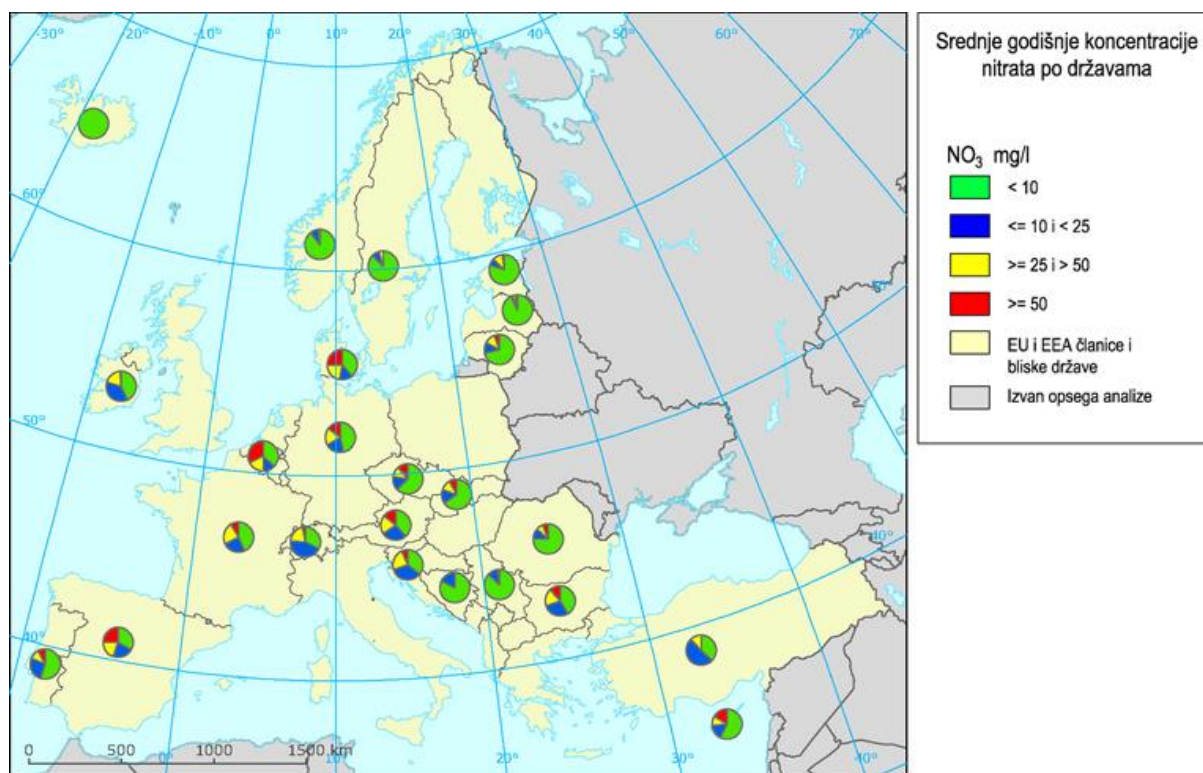 -30° -20° -10° 0° 10° 20° 30° 40° 50° 60° 70°
60°
50°
40°
40°
0 500 1000 1500 km
10° 20° 30° 40°
Srednje godišnje koncentracije
nitrata po državama
NO3 mg/l
< 10
<= 10 i < 25
>= 25 i > 50
>= 50
EU i EEA članice i
bliske države
Izvan opsega analize